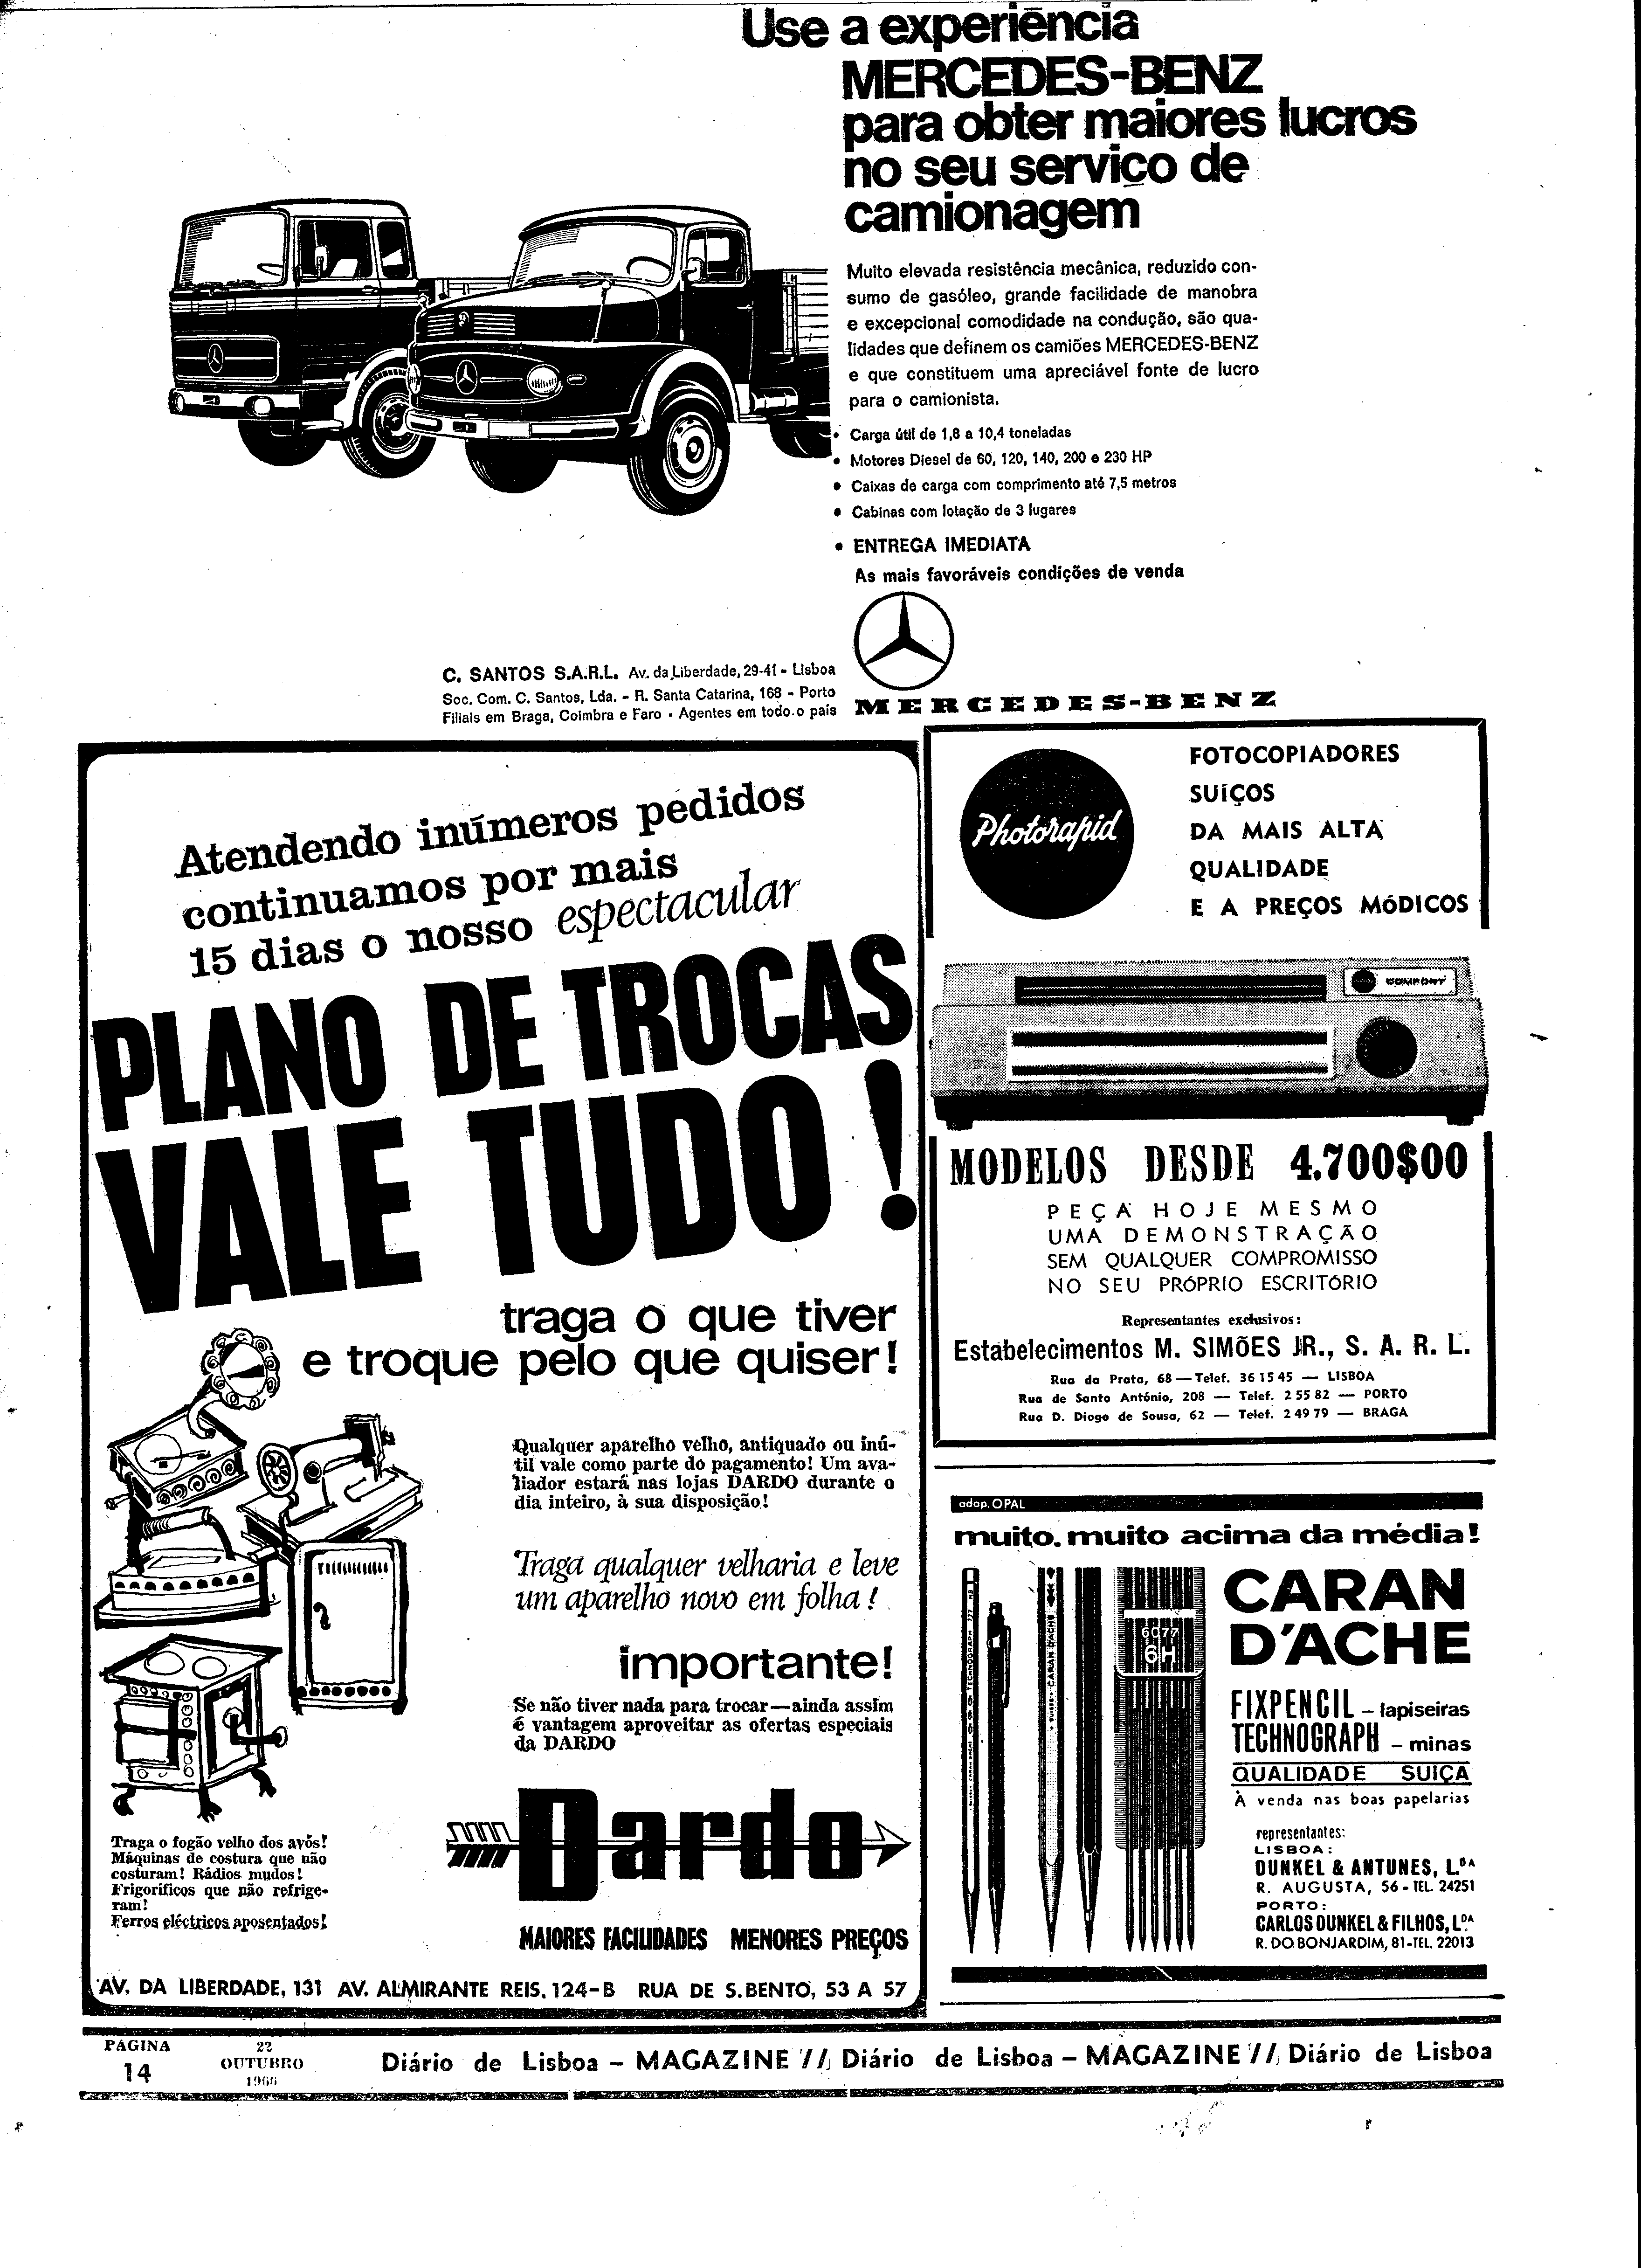 Use a experiência
MERCEDES-BENZ
para obter maiores lucros
no seu serviço de
camionagem
Muito elevada resistência mecânica, reduzido con-
sumo de gasóleo, grande facilidade de manobra
e excepcional comodidade na condução, são qua-
lidades que definem os camiões MERCEDES-BENZ
e que constituem uma apreciável fonte de lucro
para o camionista.
• Carga útil de 1,8 a 10,4 toneladas
• Motores Diesel de 60, 120, 140, 200 e 230 HP
• Caixas de carga com comprimento até 7,5 metros
• Cabinas com lotação de 3 lugares
• ENTREGA IMEDIATA
As mais favoráveis condições de venda
C. SANTOS S.A.R.L. Av. da Liberdade, 29-41 - Lisboa
Soc. Com. C. Santos, Lda. - R. Santa Catarina, 168 - Porto
Filiais em Braga, Coimbra e Faro - Agentes em todo o país
MERCEDES-BENZ
Atendendo inúmeros pedidos
continuamos por mais
15 dias o nosso espectacular
PLANO DE TROCAS
VALE TUDO!
traga o que tiver
e troque pelo que quiser!
Qualquer aparelho velho, antiquado ou inú-
til vale como parte do pagamento! Um ava-
liador estará nas lojas DARDO durante o
dia inteiro, à sua disposição!
Traga qualquer velharia e leve
um aparelho novo em folha!
importante!
Se não tiver nada para trocar—ainda assim
é vantagem aproveitar as ofertas especiais
da DARDO
Traga o fogão velho dos avós!
Máquinas de costura que não
costuram! Rádios mudos!
Frigoríficos que não refrige-
ram!
Ferros eléctricos aposentados!
Dardo
MAIORES FACILIDADES MENORES PREÇOS
AV. DA LIBERDADE, 131 AV. ALMIRANTE REIS, 124-B RUA DE S. BENTO, 53 A 57
Photorapid
FOTOCOPIADORES
SUíÇOS
DA MAIS ALTA
QUALIDADE
E A PREÇOS MÓDICOS
MODELOS DESDE 4.700$00
PEÇA HOJE MESMO
UMA DEMONSTRAÇÃO
SEM QUALQUER COMPROMISSO
NO SEU PRÓPRIO ESCRITÓRIO
Representantes exclusivos:
Estabelecimentos M. SIMÕES JR., S. A. R. L.
Rua da Prata, 68 — Telef. 36 15 45 — LISBOA
Rua de Santo António, 208 — Telef. 2 55 82 — PORTO
Rua D. Diogo de Sousa, 62 — Telef. 2 49 79 — BRAGA
adap. OPAL
muito. muito acima da média!
6077
6H
CARAN
D'ACHE
FIXPENCIL – lapiseiras
TECHNOGRAPH – minas
QUALIDADE SUIÇA
À venda nas boas papelarias
representantes:
LISBOA:
DUNKEL & ANTUNES, L.DA
R. AUGUSTA, 56 - TEL. 24251
PORTO:
CARLOS DUNKEL & FILHOS, L.DA
R. DO BONJARDIM, 81-TEL. 22013
PÁGINA
14
22
OUTUBRO
1966
Diário de Lisboa – MAGAZINE // Diário de Lisboa – MAGAZINE // Diário de Lisboa